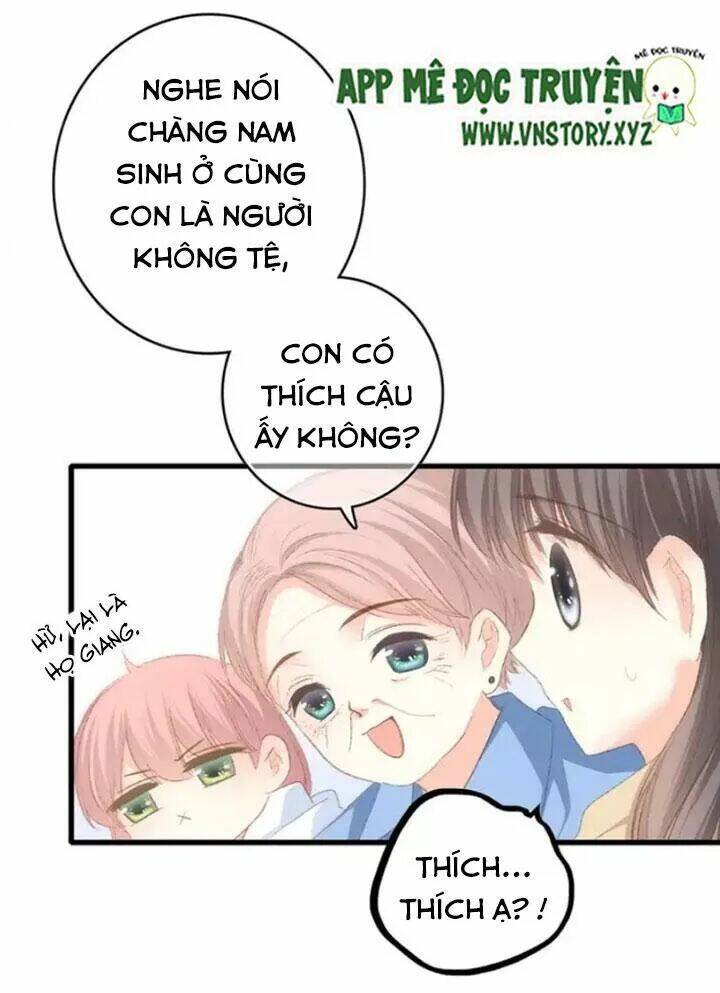 MÊ ĐỌC TRUYỆN
APP MÊ ĐỌC TRUYỆN
WWW.VNSTORY.XYZ
NGHE NÓI
CHÀNG NAM
SINH Ở CÙNG
CON LÀ NGƯỜI
KHÔNG TỆ,
CON CÓ
THÍCH CẬU
ẤY KHÔNG?
HỪ, LẠI LÀ
HỌ GIANG.
THÍCH...
THÍCH Ạ?!